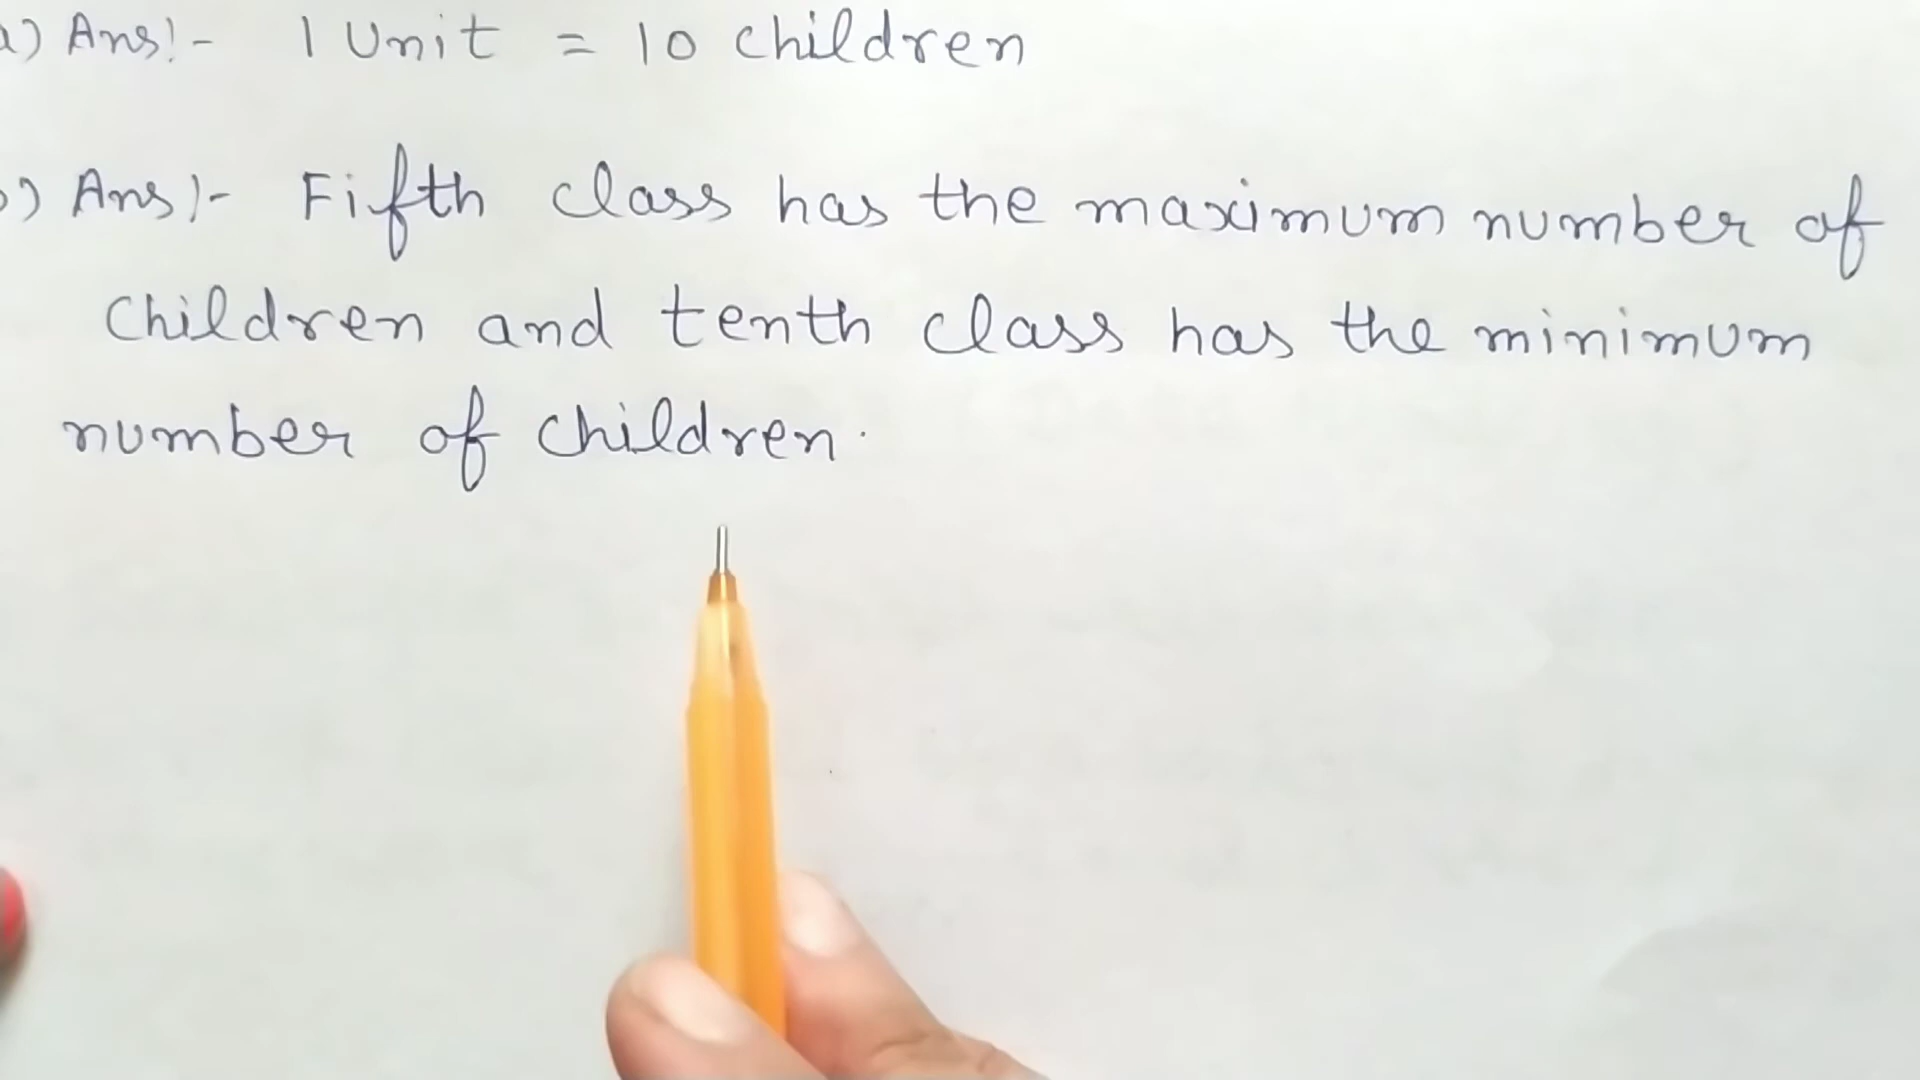 a) Ans:- 1 Unit = 10 children
b) Ans:- Fifth class has the maximum number of
children and tenth class has the minimum
number of children.